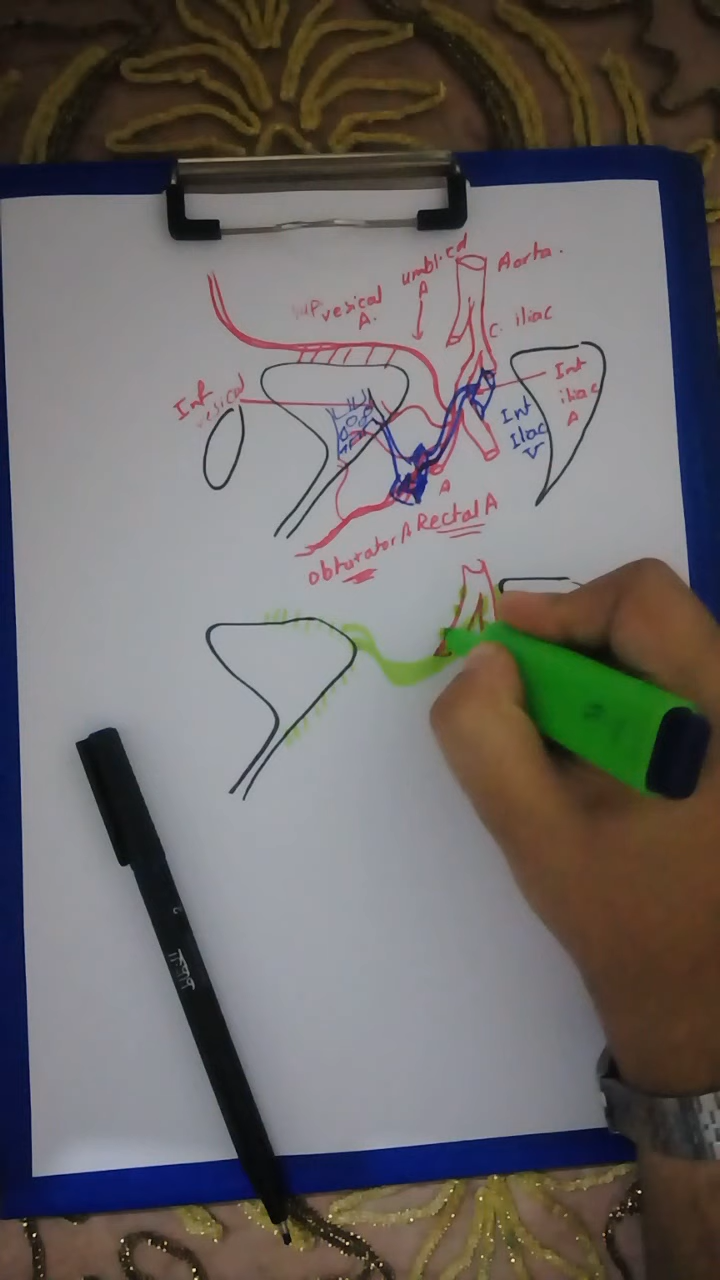 Aorta.
umblical
A
SUP vesical
A.
C. iliac
Inf
vesical
Int
iliac
A
Int
Iliac
V
A
Rectal A
obturator A